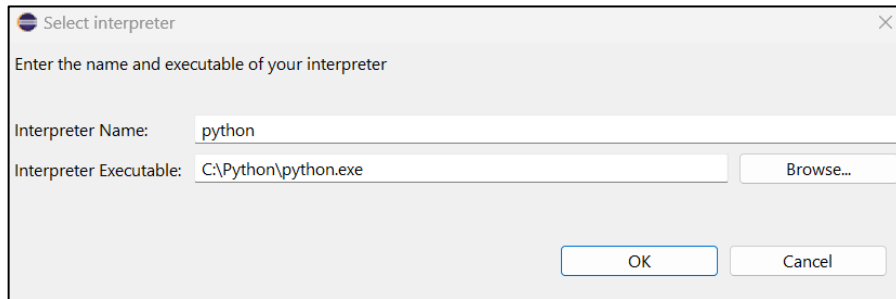 Select interpreter
Enter the name and executable of your interpreter
Interpreter Name: python
Interpreter Executable: C:\Python\python.exe Browse...
OK Cancel